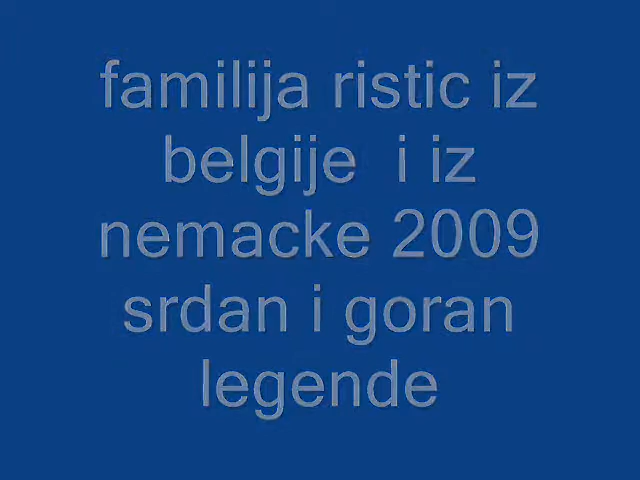 familija ristic iz
belgije i iz
nemacke 2009
srdan i goran
legende